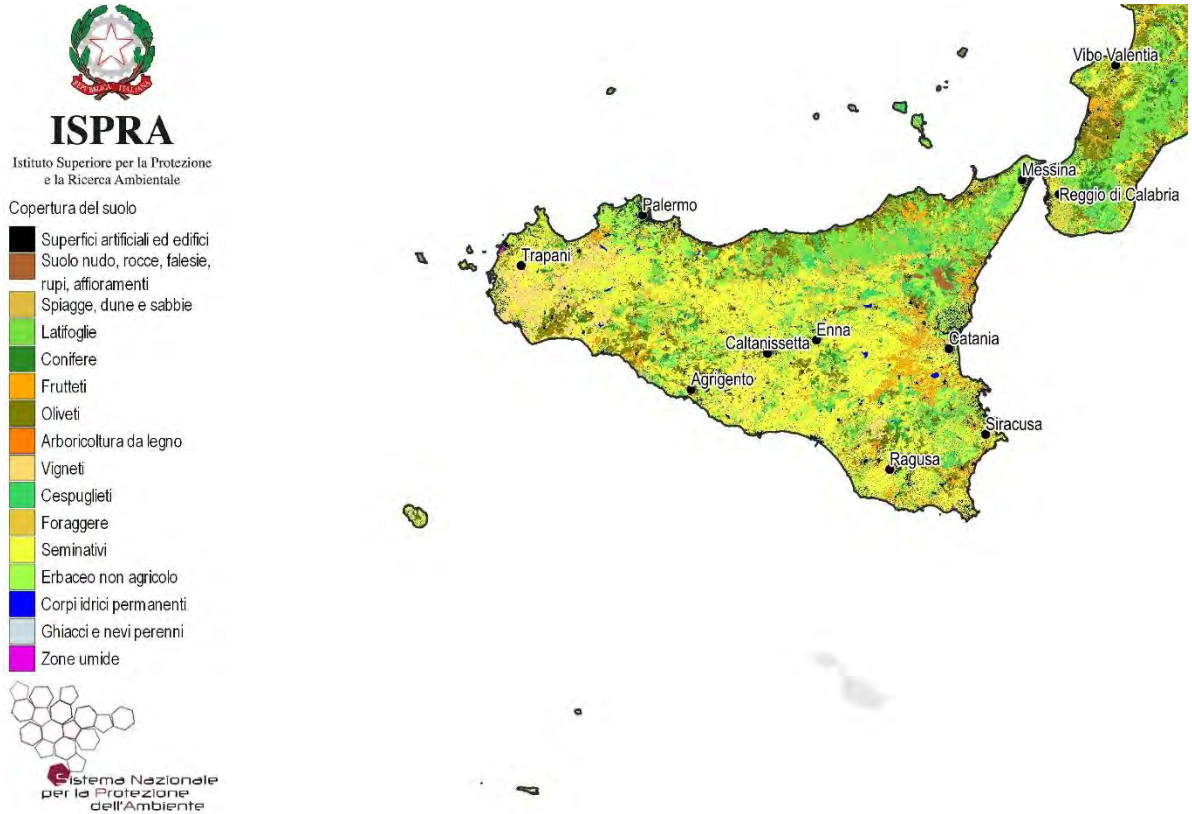 REPVBBLICA ITALIANA
ISPRA
Istituto Superiore per la Protezione
e la Ricerca Ambientale
Copertura del suolo
Superfici artificiali ed edifici
Suolo nudo, rocce, falesie,
rupi, affioramenti
Spiagge, dune e sabbie
Latifoglie
Conifere
Frutteti
Oliveti
Arboricoltura da legno
Vigneti
Cespuglieti
Foraggere
Seminativi
Erbaceo non agricolo
Corpi idrici permanenti
Ghiacci e nevi perenni
Zone umide
Sistema Nazionale
per la Protezione
dell'Ambiente
Vibo Valentia
Messina
Reggio di Calabria
Palermo
Trapani
Enna
Caltanissetta
Catania
Agrigento
Siracusa
Ragusa